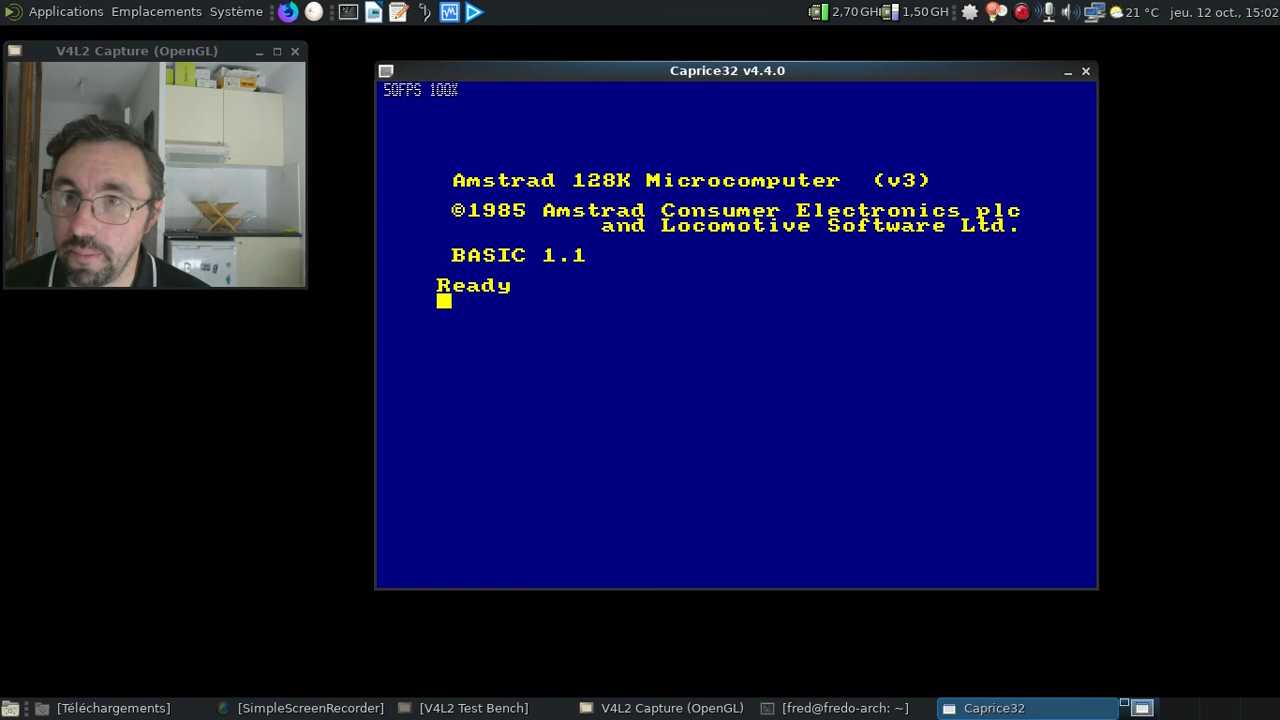 Applications Emplacements Système 2,70 GH 1,50 GH 21 °C jeu. 12 oct., 15:02
V4L2 Capture (OpenGL)
Caprice32 v4.4.0
50FPS 100%
Amstrad 128K Microcomputer (v3)
©1985 Amstrad Consumer Electronics plc
and Locomotive Software Ltd.
BASIC 1.1
Ready
[Téléchargements] [SimpleScreenRecorder] [V4L2 Test Bench] V4L2 Capture (OpenGL) [fred@fredo-arch: ~] Caprice32